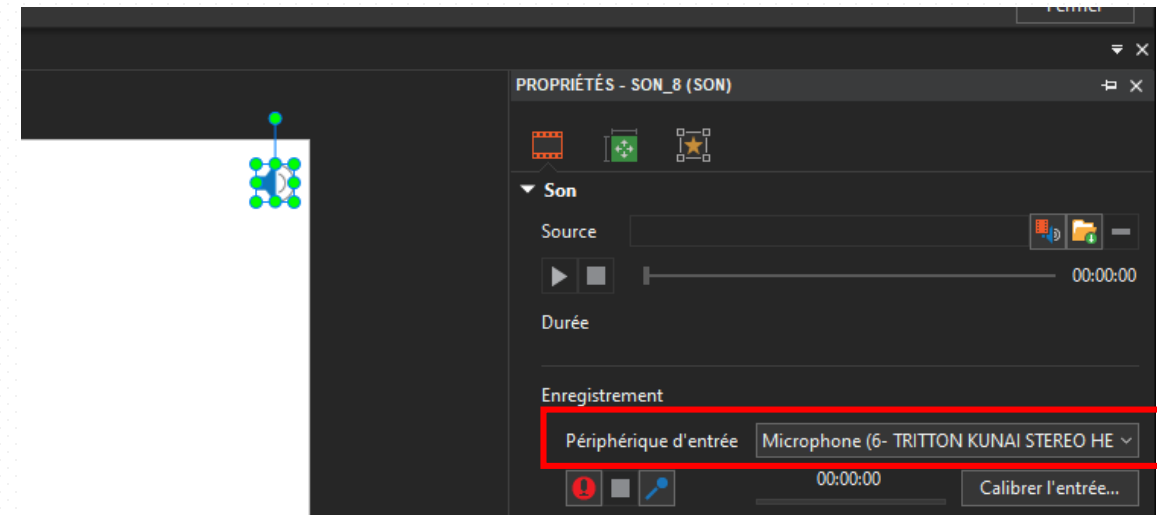 PROPRIÉTÉS - SON_8 (SON)
Son
Source
00:00:00
Durée
Enregistrement
Périphérique d'entrée Microphone (6- TRITTON KUNAI STEREO HE
00:00:00 Calibrer l'entrée...